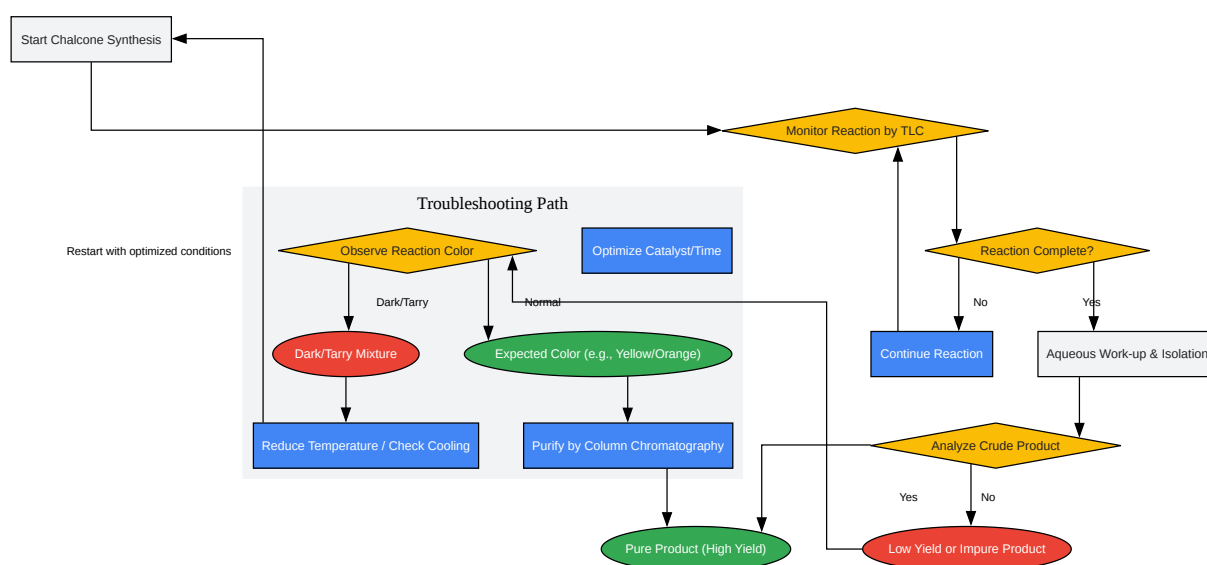 Start Chalcone Synthesis
Monitor Reaction by TLC
Troubleshooting Path
Restart with optimized conditions
Observe Reaction Color
Optimize Catalyst/Time
Reaction Complete?
Dark/Tarry
Normal
No
Yes
Dark/Tarry Mixture
Expected Color (e.g., Yellow/Orange)
Continue Reaction
Aqueous Work-up & Isolation
Reduce Temperature / Check Cooling
Purify by Column Chromatography
Analyze Crude Product
Yes
No
Pure Product (High Yield)
Low Yield or Impure Product